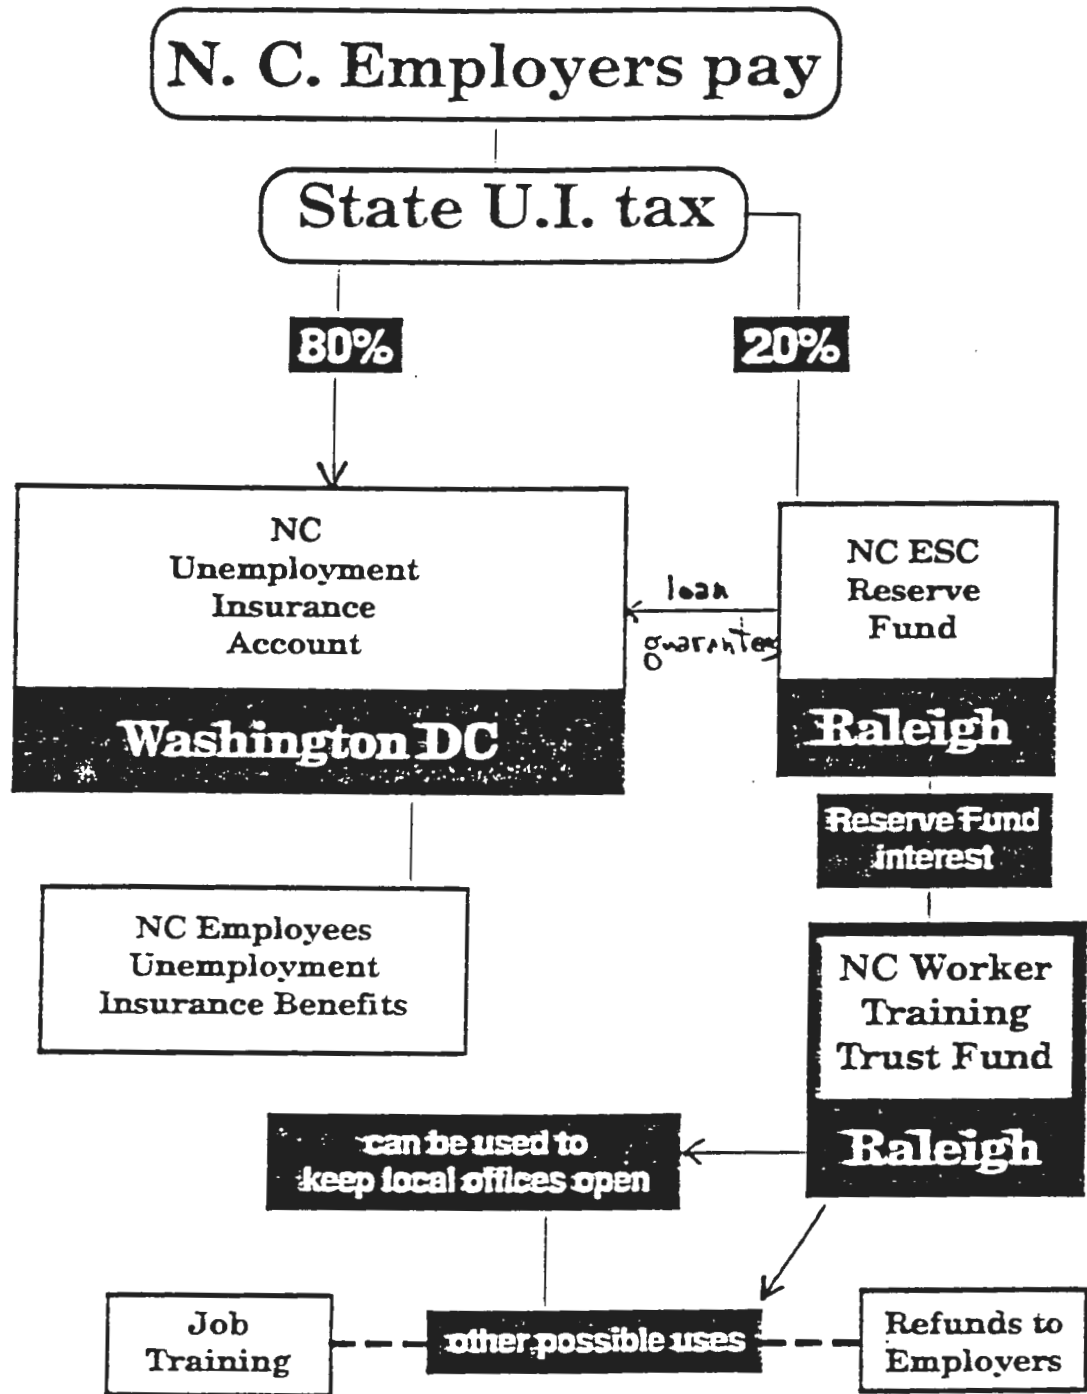 N. C. Employers pay
State U.I. tax
80%
20%
NC
Unemployment
Insurance
Account
Washington DC
loan
guarantee
NC ESC
Reserve
Fund
Raleigh
Reserve Fund
interest
NC Employees
Unemployment
Insurance Benefits
NC Worker
Training
Trust Fund
Raleigh
can be used to
keep local offices open
other possible uses
Job
Training
Refunds to
Employers